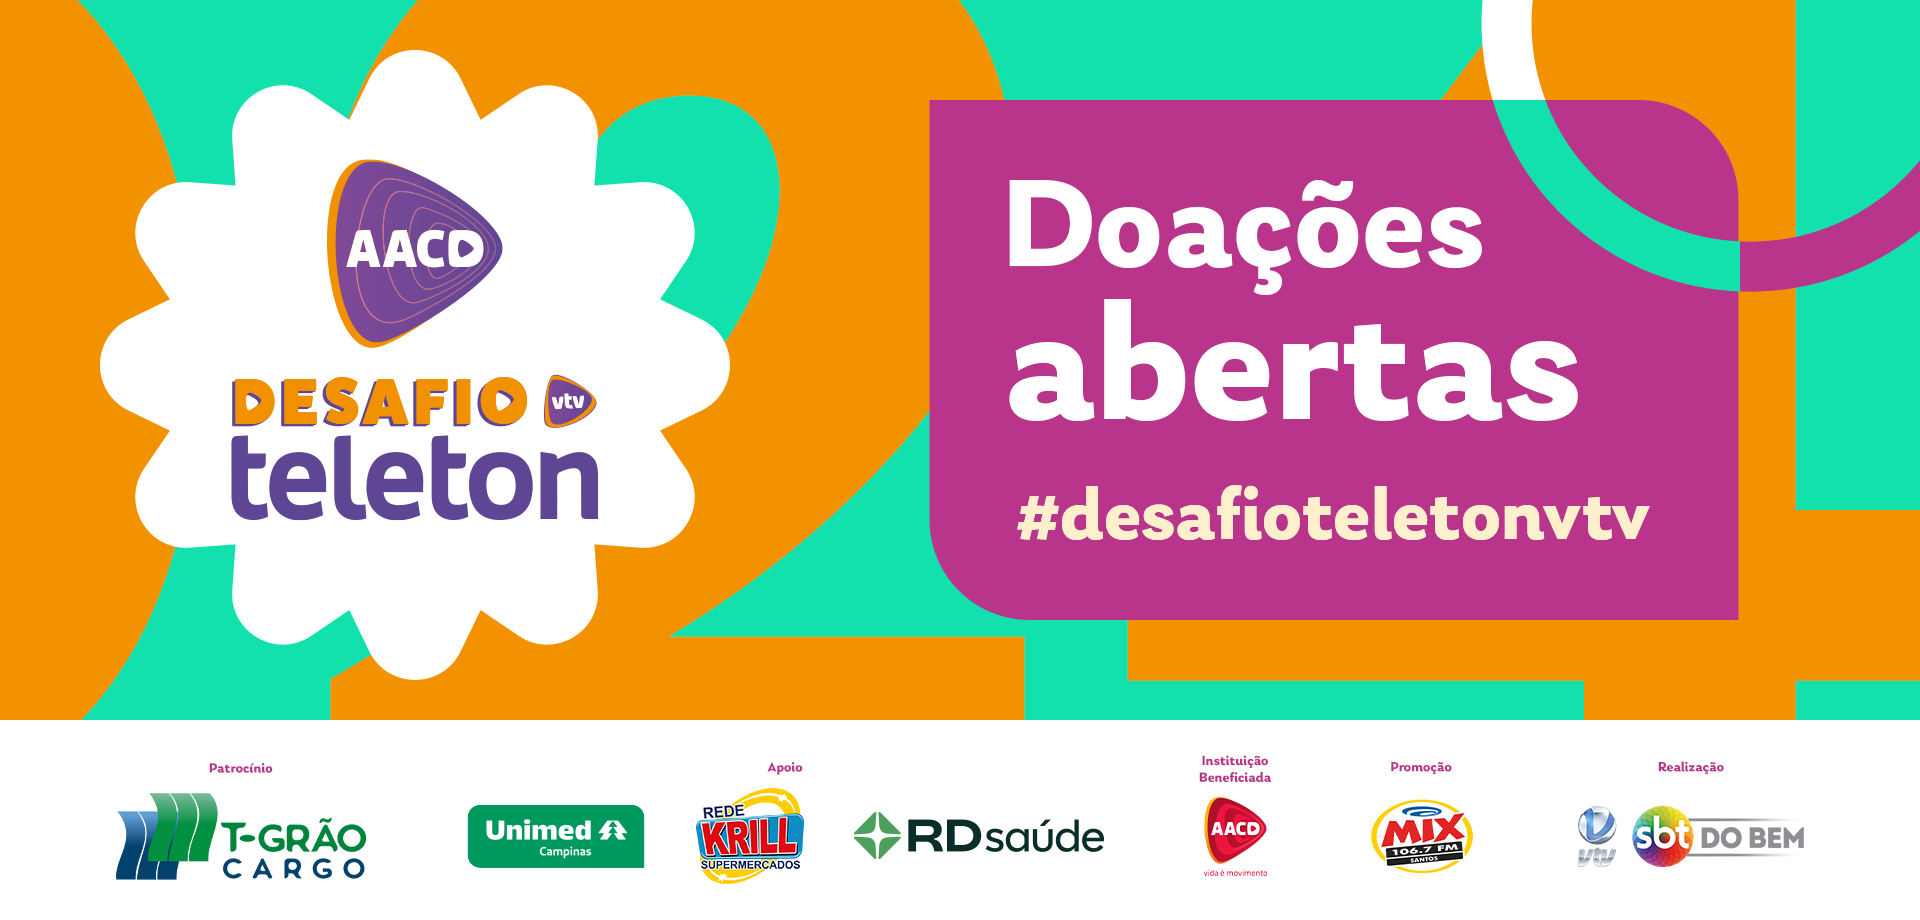 AACD
DESAFIO vtv
teleton
Doações
abertas
#desafioteletonvtv
Patrocínio
T-GRÃO
CARGO
Apoio
Unimed
Campinas
REDE
KRILL
SUPERMERCADOS
RDsaúde
Instituição
Beneficiada
AACD
vida é movimento
Promoção
MIX
106.7 FM
SANTOS
Realização
vtv
sbt DO BEM